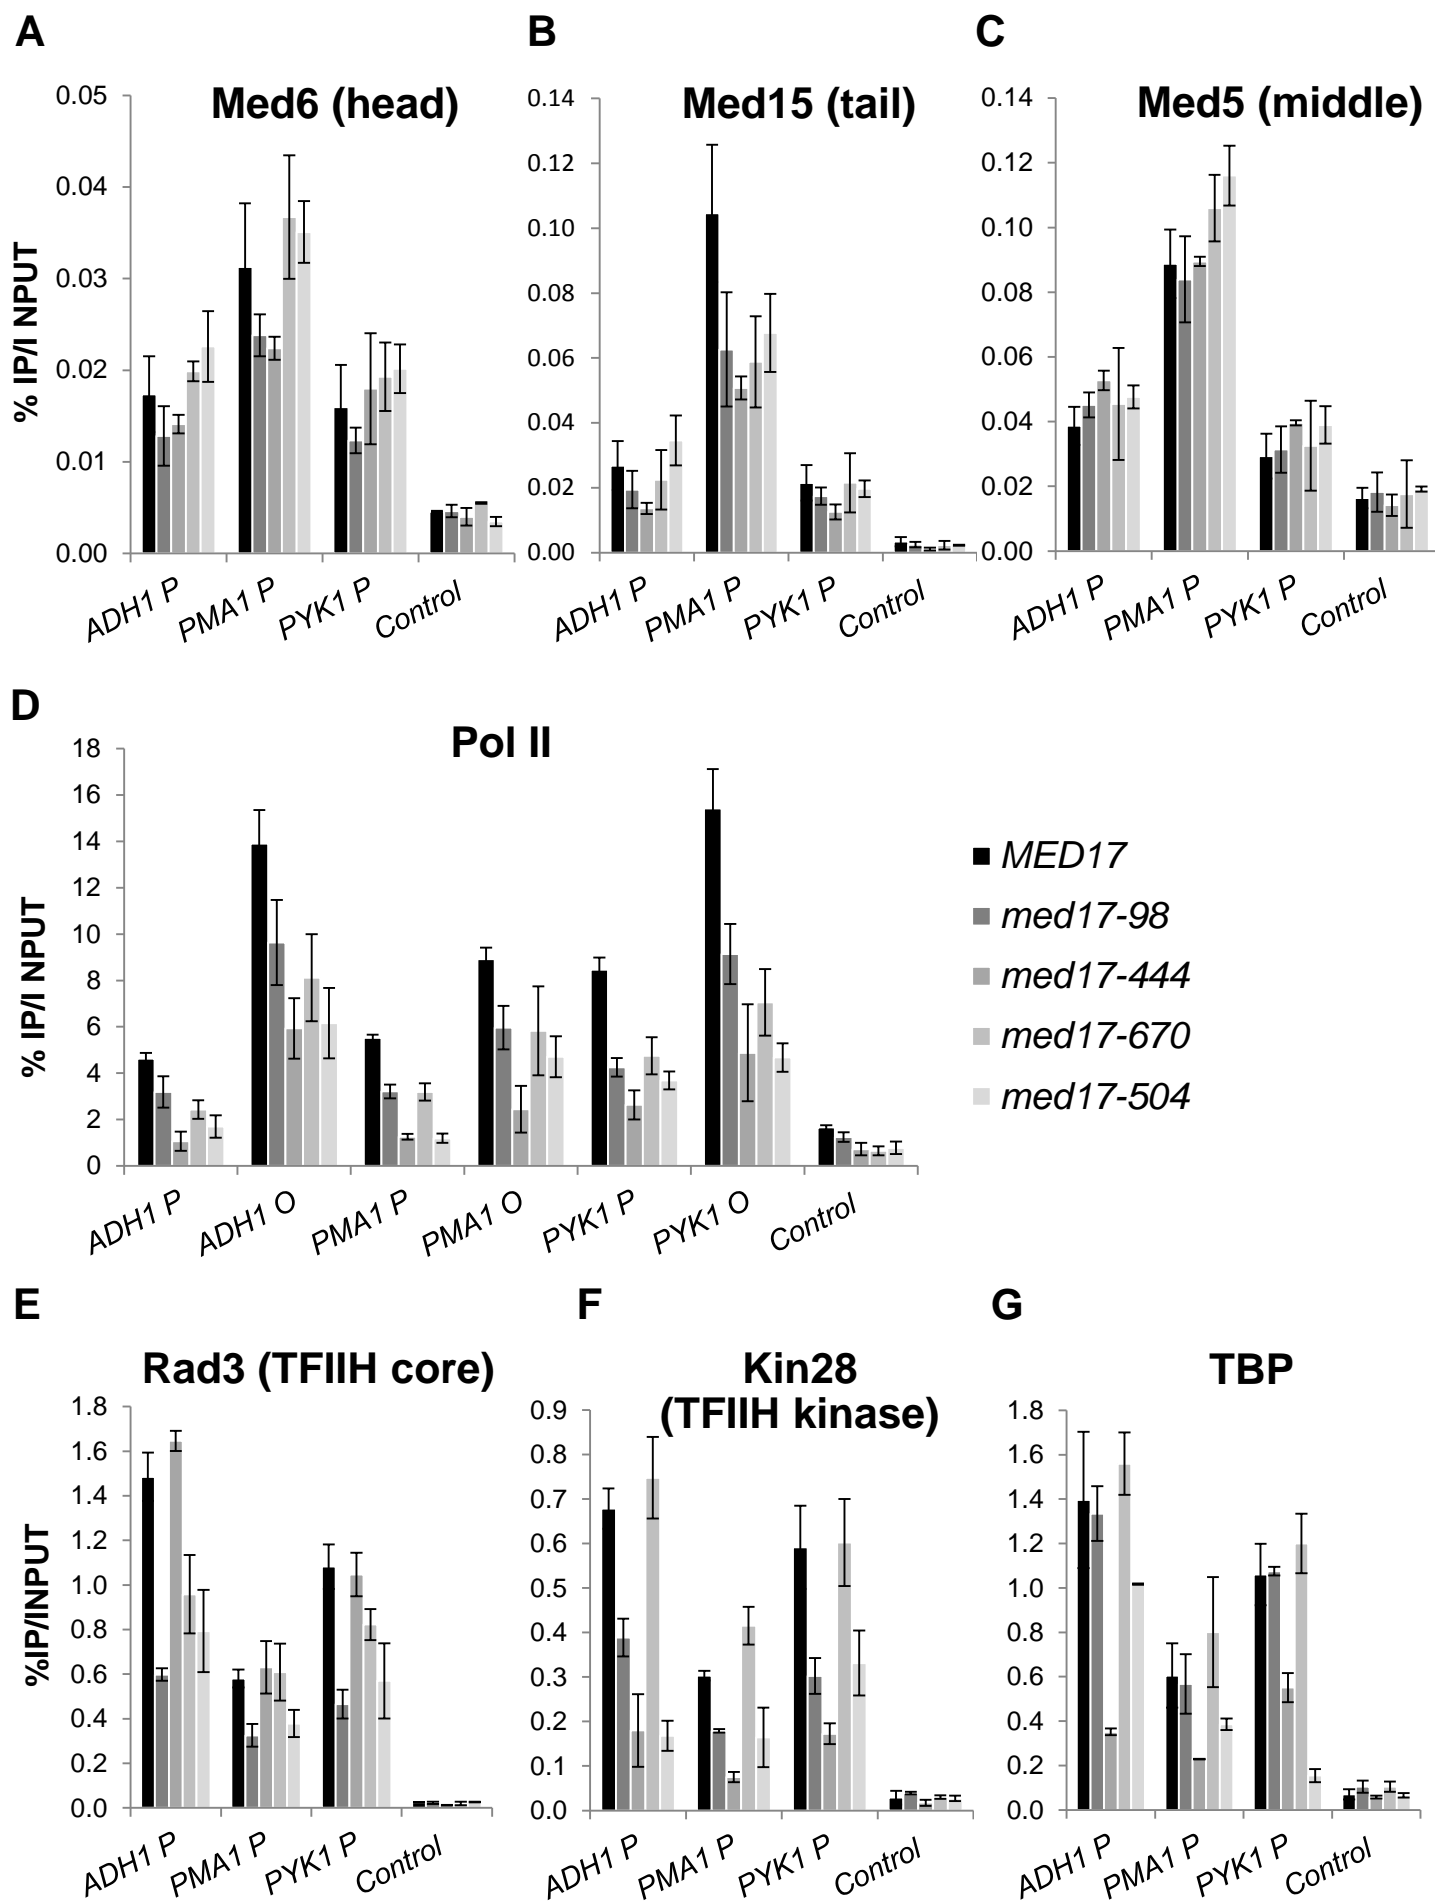 A
B
C
Med6 (head)
Med15 (tail)
Med5 (middle)
% IP/I NPUT
0.05
0.04
0.03
0.02
0.01
0.00
ADH1 P
PMA1 P
PYK1 P
Control
0.14
0.12
0.10
0.08
0.06
0.04
0.02
0.00
ADH1 P
PMA1 P
PYK1 P
Control
0.14
0.12
0.10
0.08
0.06
0.04
0.02
0.00
ADH1 P
PMA1 P
PYK1 P
Control
D
Pol II
% IP/I NPUT
18
16
14
12
10
8
6
4
2
0
ADH1 P
ADH1 O
PMA1 P
PMA1 O
PYK1 P
PYK1 O
Control
MED17
med17-98
med17-444
med17-670
med17-504
E
F
G
Rad3 (TFIIH core)
%IP/INPUT
1.8
1.6
1.4
1.2
1.0
0.8
0.6
0.4
0.2
0.0
ADH1 P
PMA1 P
PYK1 P
Control
Kin28
(TFIIH kinase)
0.9
0.8
0.7
0.6
0.5
0.4
0.3
0.2
0.1
0.0
ADH1 P
PMA1 P
PYK1 P
Control
TBP
1.8
1.6
1.4
1.2
1.0
0.8
0.6
0.4
0.2
0.0
ADH1 P
PMA1 P
PYK1 P
Control